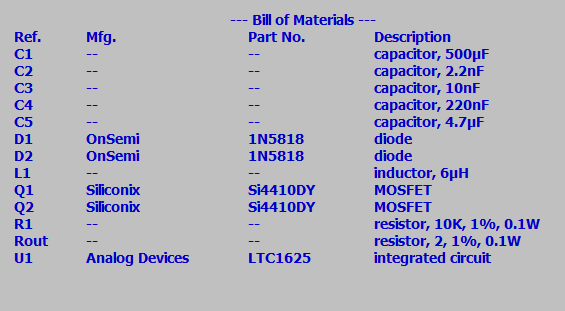 --- Bill of Materials ---
Ref. Mfg. Part No. Description
C1 -- -- capacitor, 500µF
C2 -- -- capacitor, 2.2nF
C3 -- -- capacitor, 10nF
C4 -- -- capacitor, 220nF
C5 -- -- capacitor, 4.7µF
D1 OnSemi 1N5818 diode
D2 OnSemi 1N5818 diode
L1 -- -- inductor, 6µH
Q1 Siliconix Si4410DY MOSFET
Q2 Siliconix Si4410DY MOSFET
R1 -- -- resistor, 10K, 1%, 0.1W
Rout -- -- resistor, 2, 1%, 0.1W
U1 Analog Devices LTC1625 integrated circuit